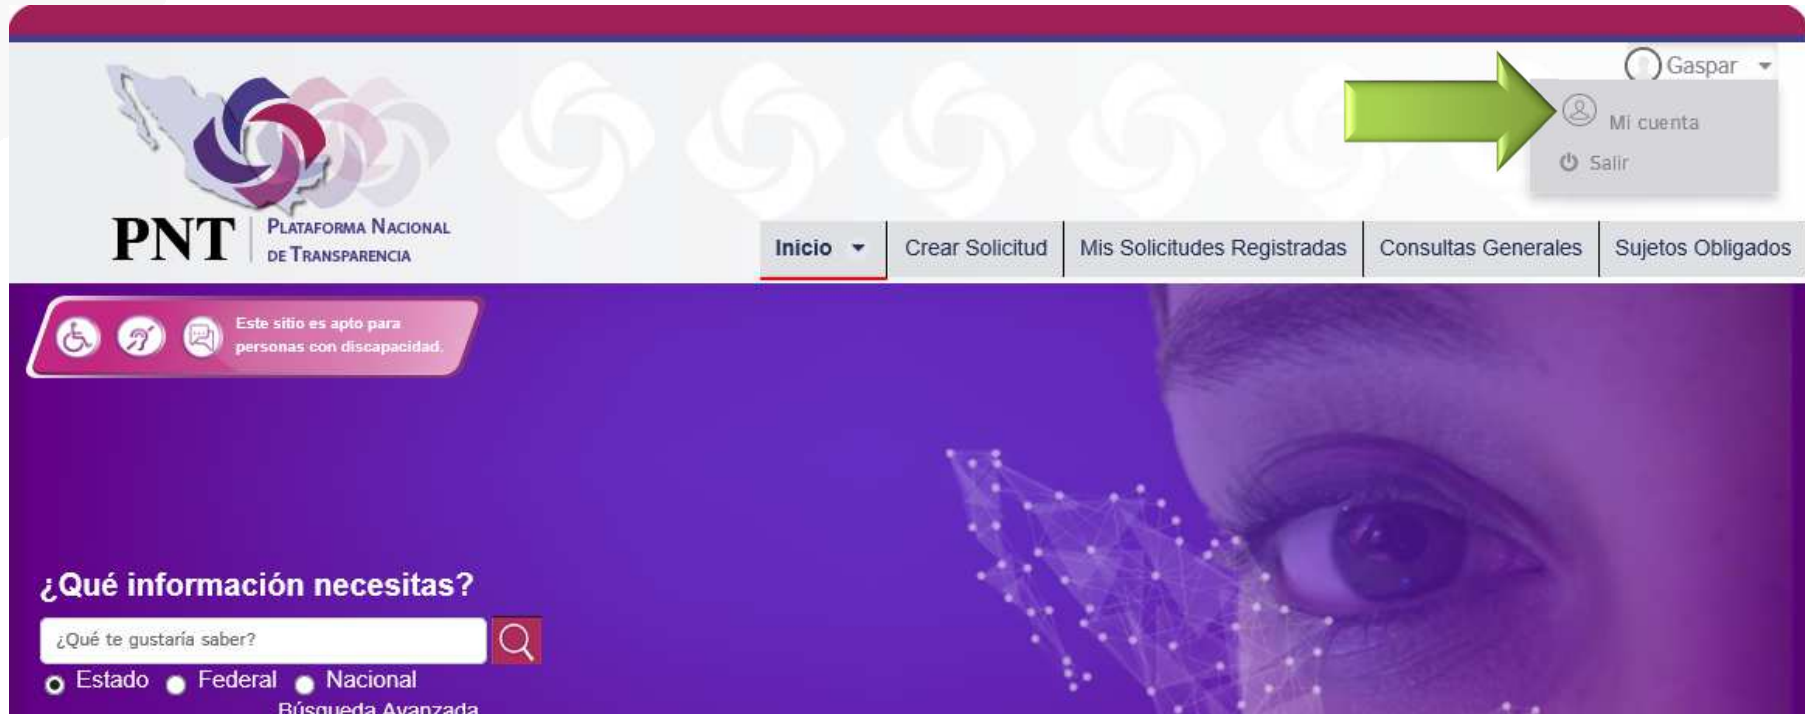 Gaspar
Mi cuenta
Salir
PNT
PLATAFORMA NACIONAL
DE TRANSPARENCIA
Inicio
Crear Solicitud
Mis Solicitudes Registradas
Consultas Generales
Sujetos Obligados
Este sitio es apto para
personas con discapacidad.
¿Qué información necesitas?
¿Qué te gustaría saber?
Estado Federal Nacional
Búsqueda Avanzada